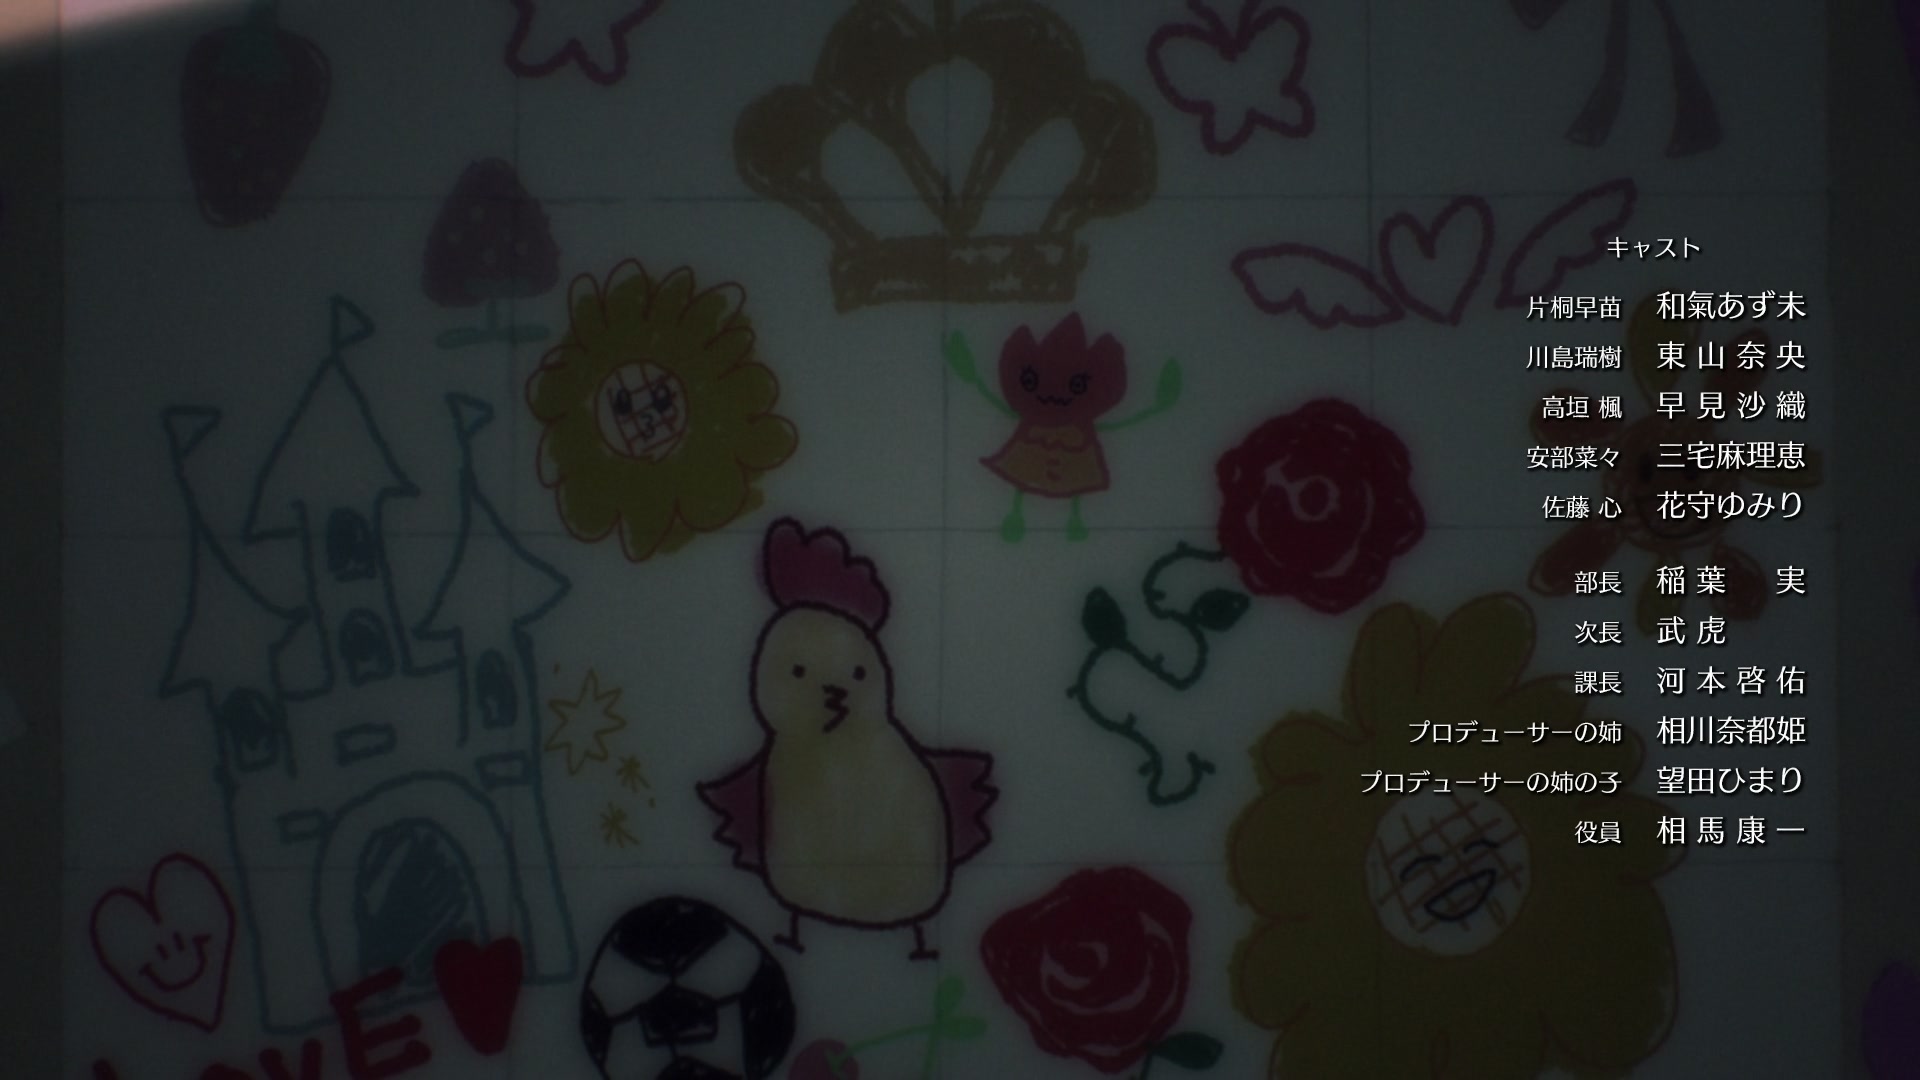 キャスト
片桐早苗 和氣あず未
川島瑞樹 東山奈央
高垣 楓 早見沙織
安部菜々 三宅麻理恵
佐藤 心 花守ゆみり
部長 稲葉 実
次長 武虎
課長 河本啓佑
プロデューサーの姉 相川奈都姫
プロデューサーの姉の子 望田ひまり
役員 相馬康一
LOVE